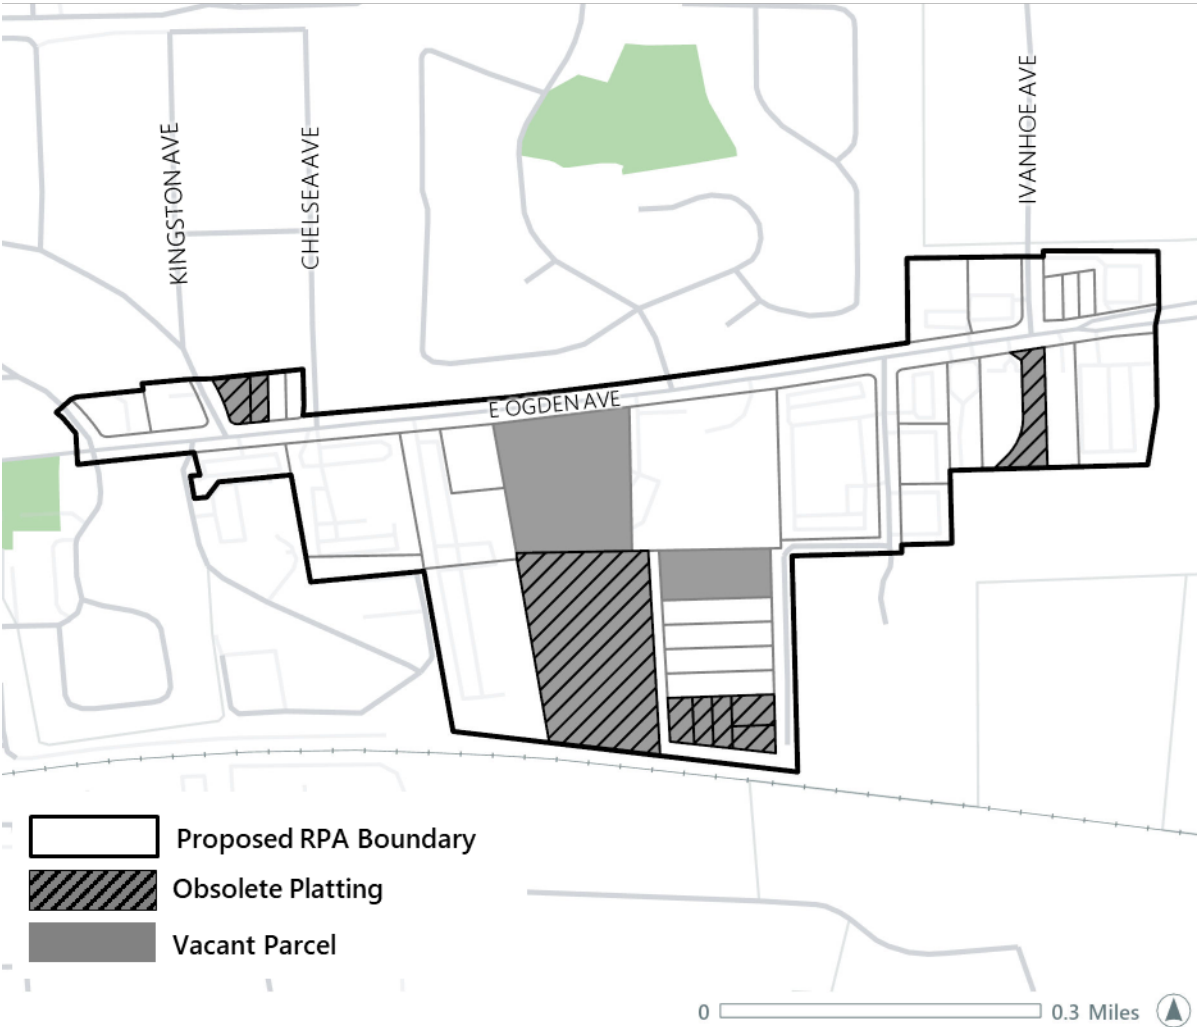 KINGSTON AVE
CHELSEA AVE
IVANHOE AVE
E OGDEN AVE
Proposed RPA Boundary
Obsolete Platting
Vacant Parcel
0 0.3 Miles